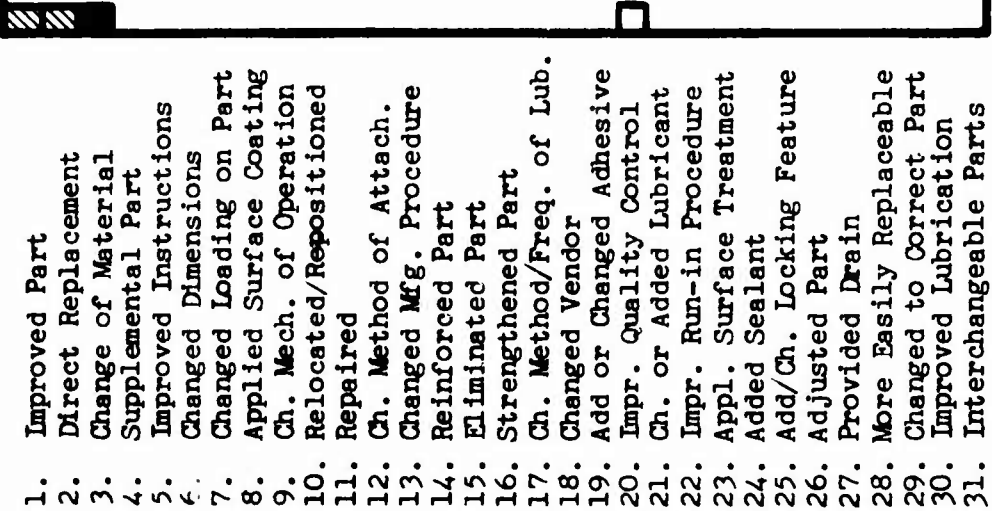 1. Improved Part
2. Direct Replacement
3. Change of Material
4. Supplemental Part
5. Improved Instructions
6. Changed Dimensions
7. Changed Loading on Part
8. Applied Surface Coating
9. Ch. Mech. of Operation
10. Relocated/Repositioned
11. Repaired
12. Ch. Method of Attach.
13. Changed Mfg. Procedure
14. Reinforced Part
15. Eliminated Part
16. Strengthened Part
17. Ch. Method/Freq. of Lub.
18. Changed Vendor
19. Add or Changed Adhesive
20. Impr. Quality Control
21. Ch. or Added Lubricant
22. Impr. Run-in Procedure
23. Appl. Surface Treatment
24. Added Sealant
25. Add/Ch. Locking Feature
26. Adjusted Part
27. Provided Drain
28. More Easily Replaceable
29. Changed to Correct Part
30. Improved Lubrication
31. Interchangeable Parts